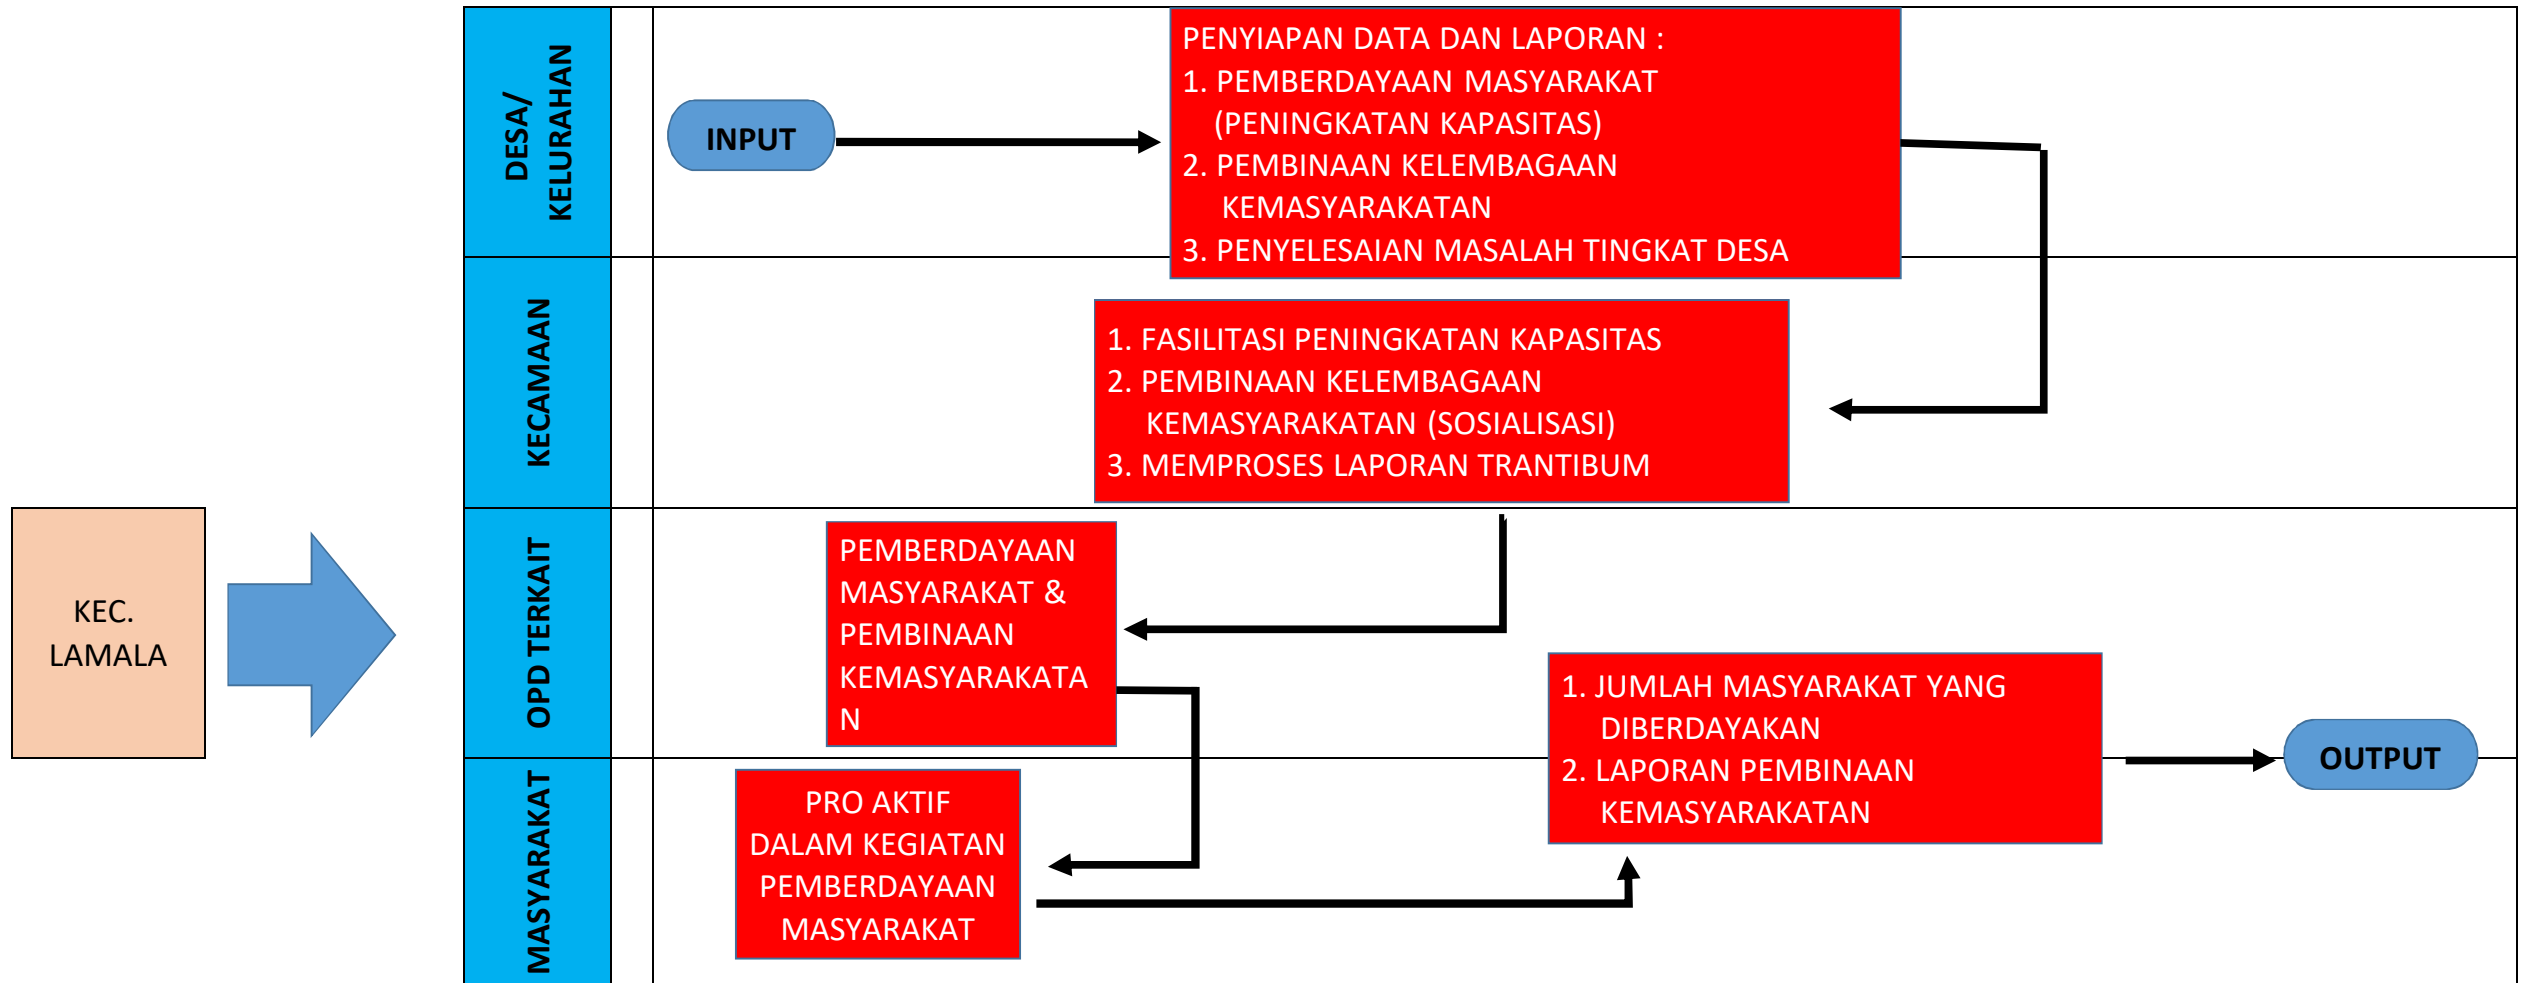 DESA/
KELURAHAN
INPUT
PENYIAPAN DATA DAN LAPORAN :
1. PEMBERDAYAAN MASYARAKAT
(PENINGKATAN KAPASITAS)
2. PEMBINAAN KELEMBAGAAN
KEMASYARAKATAN
3. PENYELESAIAN MASALAH TINGKAT DESA
KECAMAAN
1. FASILITASI PENINGKATAN KAPASITAS
2. PEMBINAAN KELEMBAGAAN
KEMASYARAKATAN (SOSIALISASI)
3. MEMPROSES LAPORAN TRANTIBUM
KEC.
LAMALA
OPD TERKAIT
PEMBERDAYAAN
MASYARAKAT &
PEMBINAAN
KEMASYARAKATA
N
1. JUMLAH MASYARAKAT YANG
DIBERDAYAKAN
2. LAPORAN PEMBINAAN
KEMASYARAKATAN
OUTPUT
MASYARAKAT
PRO AKTIF
DALAM KEGIATAN
PEMBERDAYAAN
MASYARAKAT